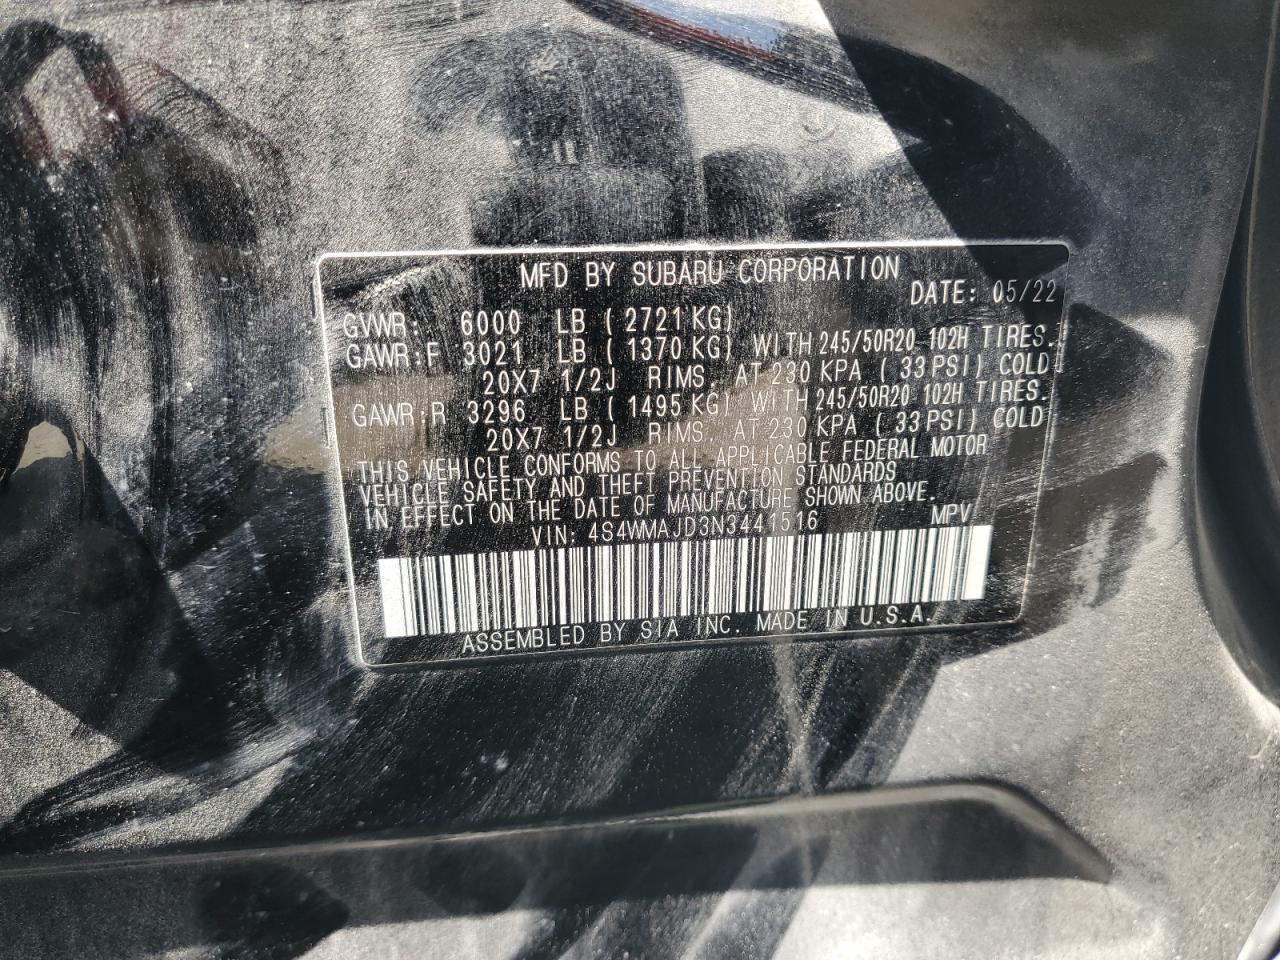 MFD BY SUBARU CORPORATION
DATE: 05/22
GVWR: 6000 LB ( 2721 KG)
GAWR:F 3021 LB ( 1370 KG) WITH 245/50R20 102H TIRES.
20X7 1/2J RIMS. AT 230 KPA ( 33 PSI) COLD
GAWR:R 3296 LB ( 1495 KG) WITH 245/50R20 102H TIRES.
20X7 1/2J RIMS. AT 230 KPA ( 33 PSI) COLD
THIS VEHICLE CONFORMS TO ALL APPLICABLE FEDERAL MOTOR
VEHICLE SAFETY AND THEFT PREVENTION STANDARDS
IN EFFECT ON THE DATE OF MANUFACTURE SHOWN ABOVE.
VIN: 4S4WMAJD3N3441516 MPV
ASSEMBLED BY SIA INC. MADE IN U.S.A.